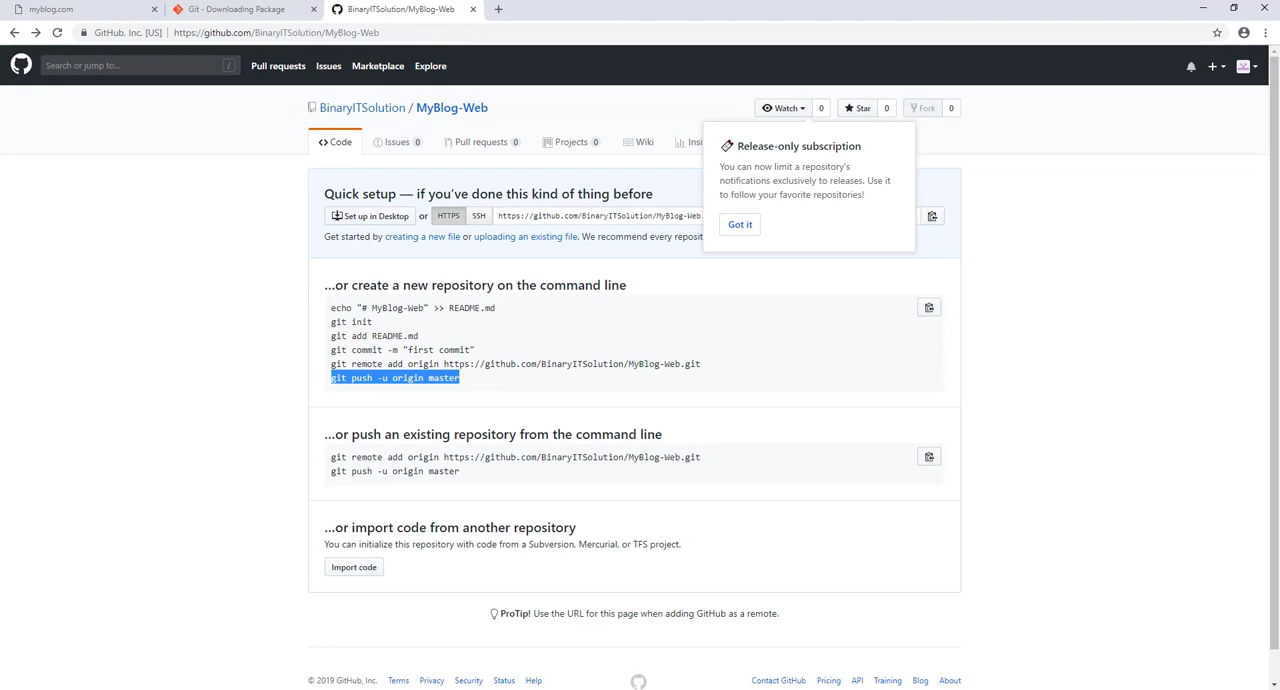 myblog.com
Git - Downloading Package
BinaryITSolution/MyBlog-Web
GitHub, Inc. [US] | https://github.com/BinaryITSolution/MyBlog-Web
Search or jump to... /
Pull requests Issues Marketplace Explore
BinaryITSolution / MyBlog-Web
Watch 0 Star 0 Fork 0
Code Issues 0 Pull requests 0 Projects 0 Wiki Insi
Release-only subscription
You can now limit a repository's
notifications exclusively to releases. Use it
to follow your favorite repositories!
Got it
Quick setup — if you've done this kind of thing before
Set up in Desktop or HTTPS SSH https://github.com/BinaryITSolution/MyBlog-Web.
Get started by creating a new file or uploading an existing file. We recommend every reposit
...or create a new repository on the command line
echo "# MyBlog-Web" >> README.md
git init
git add README.md
git commit -m "first commit"
git remote add origin https://github.com/BinaryITSolution/MyBlog-Web.git
git push -u origin master
...or push an existing repository from the command line
git remote add origin https://github.com/BinaryITSolution/MyBlog-Web.git
git push -u origin master
...or import code from another repository
You can initialize this repository with code from a Subversion, Mercurial, or TFS project.
Import code
ProTip! Use the URL for this page when adding GitHub as a remote.
© 2019 GitHub, Inc. Terms Privacy Security Status Help
Contact GitHub Pricing API Training Blog About